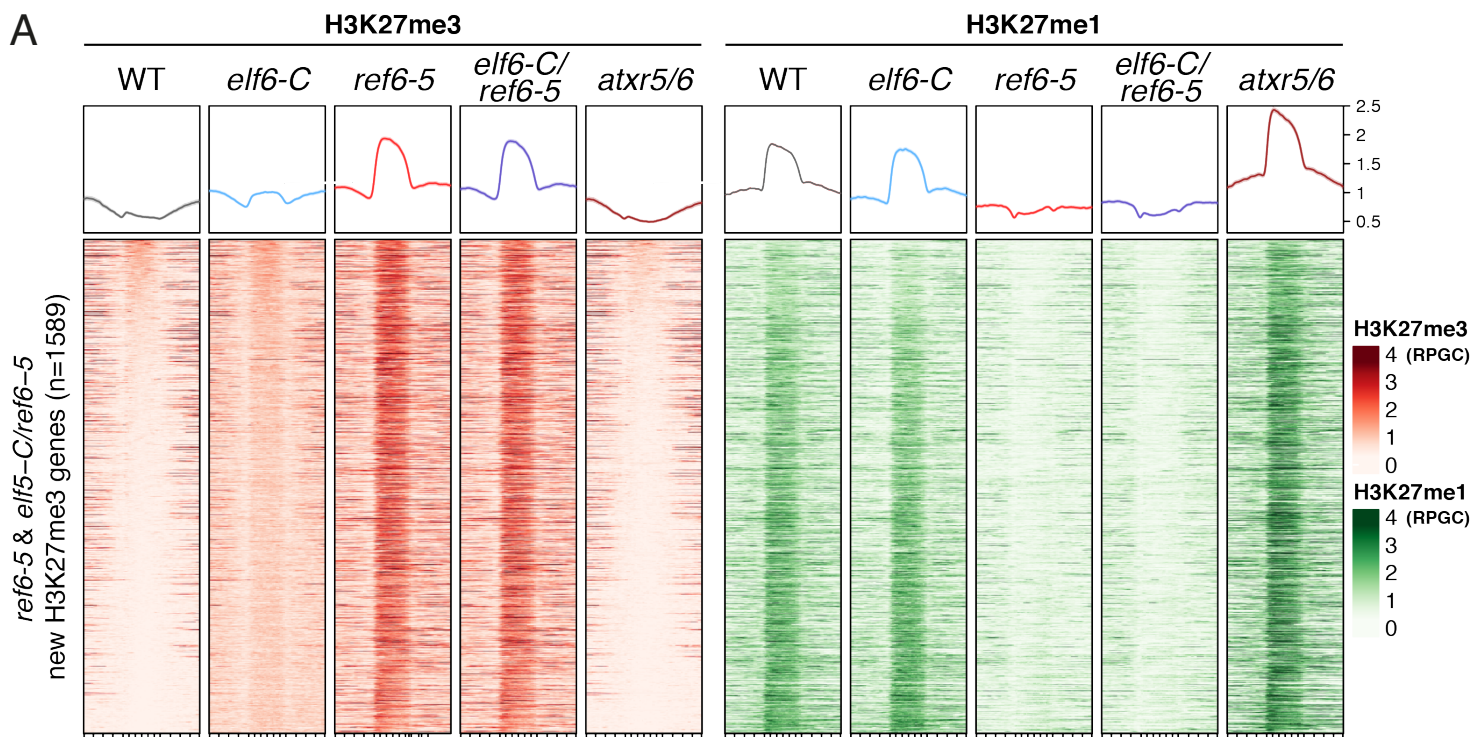 A
H3K27me3
H3K27me1
WT
elf6-C
ref6-5
elf6-C/
ref6-5
atxr5/6
WT
elf6-C
ref6-5
elf6-C/
ref6-5
atxr5/6
2.5
2
1.5
1
0.5
ref6-5 & elf5–C/ref6–5
new H3K27me3 genes (n=1589)
H3K27me3
4 (RPGC)
3
2
1
0
H3K27me1
4 (RPGC)
3
2
1
0